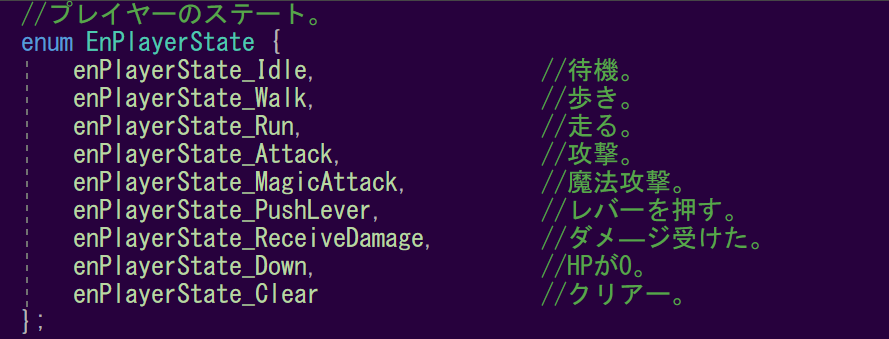 //プレイヤーのステート。
enum EnPlayerState {
enPlayerState_Idle, //待機。
enPlayerState_Walk, //歩き。
enPlayerState_Run, //走る。
enPlayerState_Attack, //攻撃。
enPlayerState_MagicAttack, //魔法攻撃。
enPlayerState_PushLever, //レバーを押す。
enPlayerState_ReceiveDamage, //ダメージ受けた。
enPlayerState_Down, //HPが0。
enPlayerState_Clear //クリアー。
};